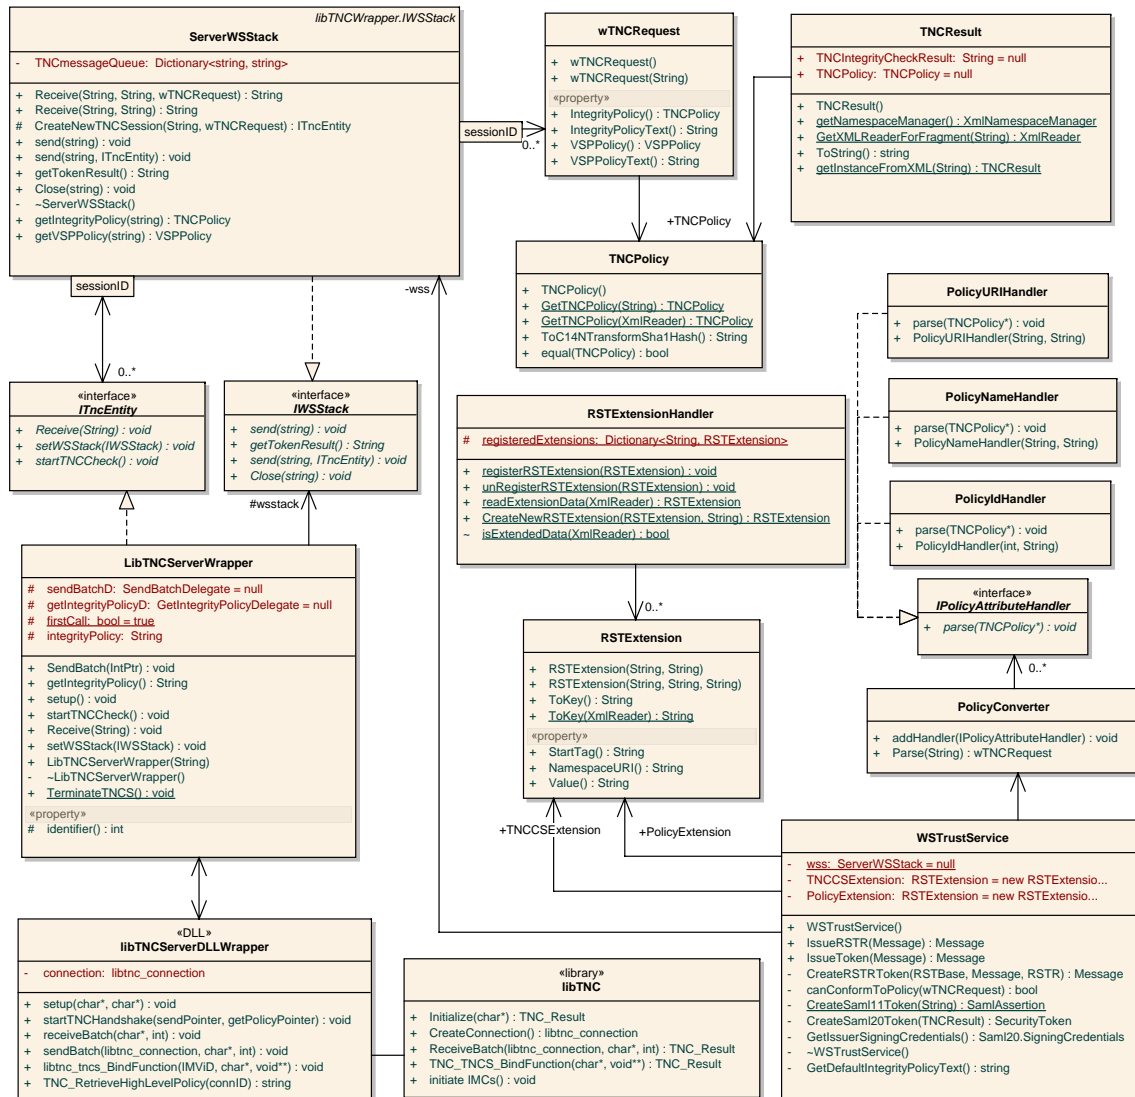 libTNCWrapper.IWSStack
ServerWSStack
- TNCmessageQueue: Dictionary<string, string>
+ Receive(String, String, wTNCRequest) : String
+ Receive(String, String) : String
# CreateNewTNCSession(String, wTNCRequest) : ITncEntity
+ send(string) : void
+ send(string, ITncEntity) : void
+ getTokenResult() : String
+ Close(string) : void
- ~ServerWSStack()
+ getIntegrityPolicy(string) : TNCPolicy
+ getVSPPolicy(string) : VSPPolicy
sessionID
0..*
wTNCRequest
+ wTNCRequest()
+ wTNCRequest(String)
«property»
+ IntegrityPolicy() : TNCPolicy
+ IntegrityPolicyText() : String
+ VSPPolicy() : VSPPolicy
+ VSPPolicyText() : String
TNCResult
+ TNCIntegrityCheckResult: String = null
+ TNCPolicy: TNCPolicy = null
+ TNCResult()
+ getNamespaceManager() : XmlNamespaceManager
+ GetXMLReaderForFragment(String) : XmlReader
+ ToString() : string
+ getInstanceFromXML(String) : TNCResult
+TNCPolicy
TNCPolicy
+ TNCPolicy()
+ GetTNCPolicy(String) : TNCPolicy
+ GetTNCPolicy(XmlReader) : TNCPolicy
+ ToC14NTransformSha1Hash() : String
+ equal(TNCPolicy) : bool
sessionID
0..*
-wss
«interface»
ITncEntity
+ Receive(String) : void
+ setWSStack(IWSStack) : void
+ startTNCCheck() : void
«interface»
IWSStack
+ send(string) : void
+ getTokenResult() : String
+ send(string, ITncEntity) : void
+ Close(string) : void
#wsstack
PolicyURIHandler
+ parse(TNCPolicy*) : void
+ PolicyURIHandler(String, String)
PolicyNameHandler
+ parse(TNCPolicy*) : void
+ PolicyNameHandler(String, String)
PolicyIdHandler
+ parse(TNCPolicy*) : void
+ PolicyIdHandler(int, String)
«interface»
IPolicyAttributeHandler
+ parse(TNCPolicy*) : void
0..*
RSTExtensionHandler
# registeredExtensions: Dictionary<String, RSTExtension>
+ registerRSTExtension(RSTExtension) : void
+ unRegisterRSTExtension(RSTExtension) : void
+ readExtensionData(XmlReader) : RSTExtension
+ CreateNewRSTExtension(RSTExtension, String) : RSTExtension
~ isExtendedData(XmlReader) : bool
0..*
RSTExtension
+ RSTExtension(String, String)
+ RSTExtension(String, String, String)
+ ToKey() : String
+ ToKey(XmlReader) : String
«property»
+ StartTag() : String
+ NamespaceURI() : String
+ Value() : String
+TNCCSExtension
+PolicyExtension
PolicyConverter
+ addHandler(IPolicyAttributeHandler) : void
+ Parse(String) : wTNCRequest
LibTNCServerWrapper
# sendBatchD: SendBatchDelegate = null
# getIntegrityPolicyD: GetIntegrityPolicyDelegate = null
# firstCall: bool = true
# integrityPolicy: String
+ SendBatch(IntPtr) : void
+ getIntegrityPolicy() : String
+ setup() : void
+ startTNCCheck() : void
+ Receive(String) : void
+ setWSStack(IWSStack) : void
+ LibTNCServerWrapper(String)
- ~LibTNCServerWrapper()
+ TerminateTNCS() : void
«property»
# identifier() : int
WSTrustService
- wss: ServerWSStack = null
- TNCCSExtension: RSTExtension = new RSTExtensio...
- PolicyExtension: RSTExtension = new RSTExtensio...
+ WSTrustService()
+ IssueRSTR(Message) : Message
+ IssueToken(Message) : Message
- CreateRSTRToken(RSTBase, Message, RSTR) : Message
- canConformToPolicy(wTNCRequest) : bool
- CreateSaml11Token(String) : SamlAssertion
- CreateSaml20Token(TNCResult) : SecurityToken
- GetIssuerSigningCredentials() : Saml20.SigningCredentials
- ~WSTrustService()
- GetDefaultIntegrityPolicyText() : string
«DLL»
libTNCServerDLLWrapper
- connection: libtnc_connection
+ setup(char*, char*) : void
+ startTNCHandshake(sendPointer, getPolicyPointer) : void
+ receiveBatch(char*, int) : void
+ sendBatch(libtnc_connection, char*, int) : void
+ libtnc_tncs_BindFunction(IMViD, char*, void**) : void
+ TNC_RetrieveHighLevelPolicy(connID) : string
«library»
libTNC
+ Initialize(char*) : TNC_Result
+ CreateConnection() : libtnc_connection
+ ReceiveBatch(libtnc_connection, char*, int) : TNC_Result
+ TNC_TNCS_BindFunction(char*, void**) : TNC_Result
+ initiate IMCs() : void